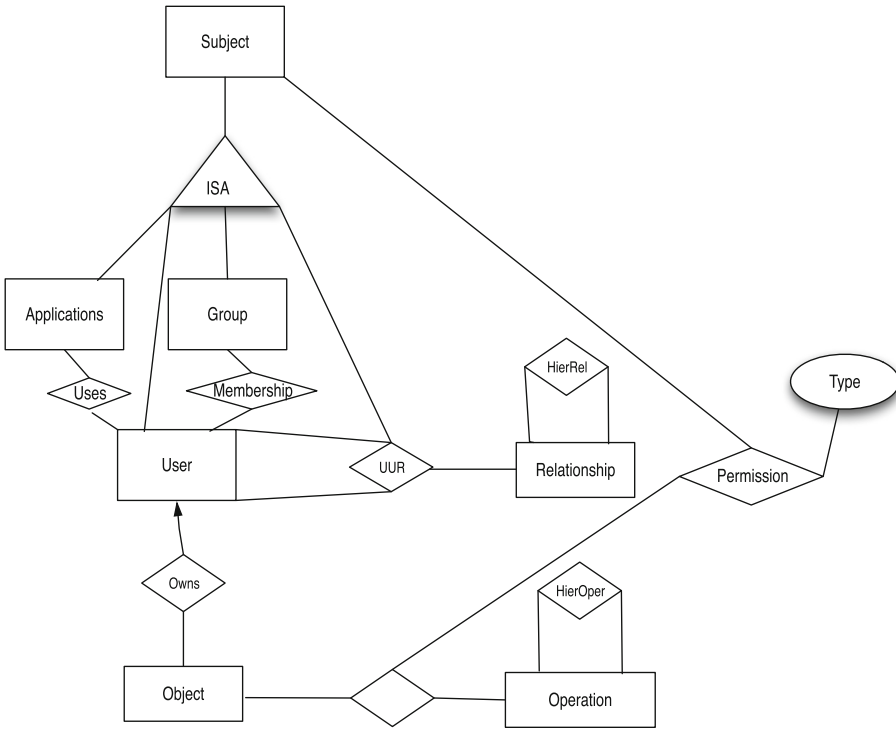 Subject
ISA
Applications
Group
HierRel
Type
Uses
Membership
User
UUR
Relationship
Permission
Owns
HierOper
Object
Operation